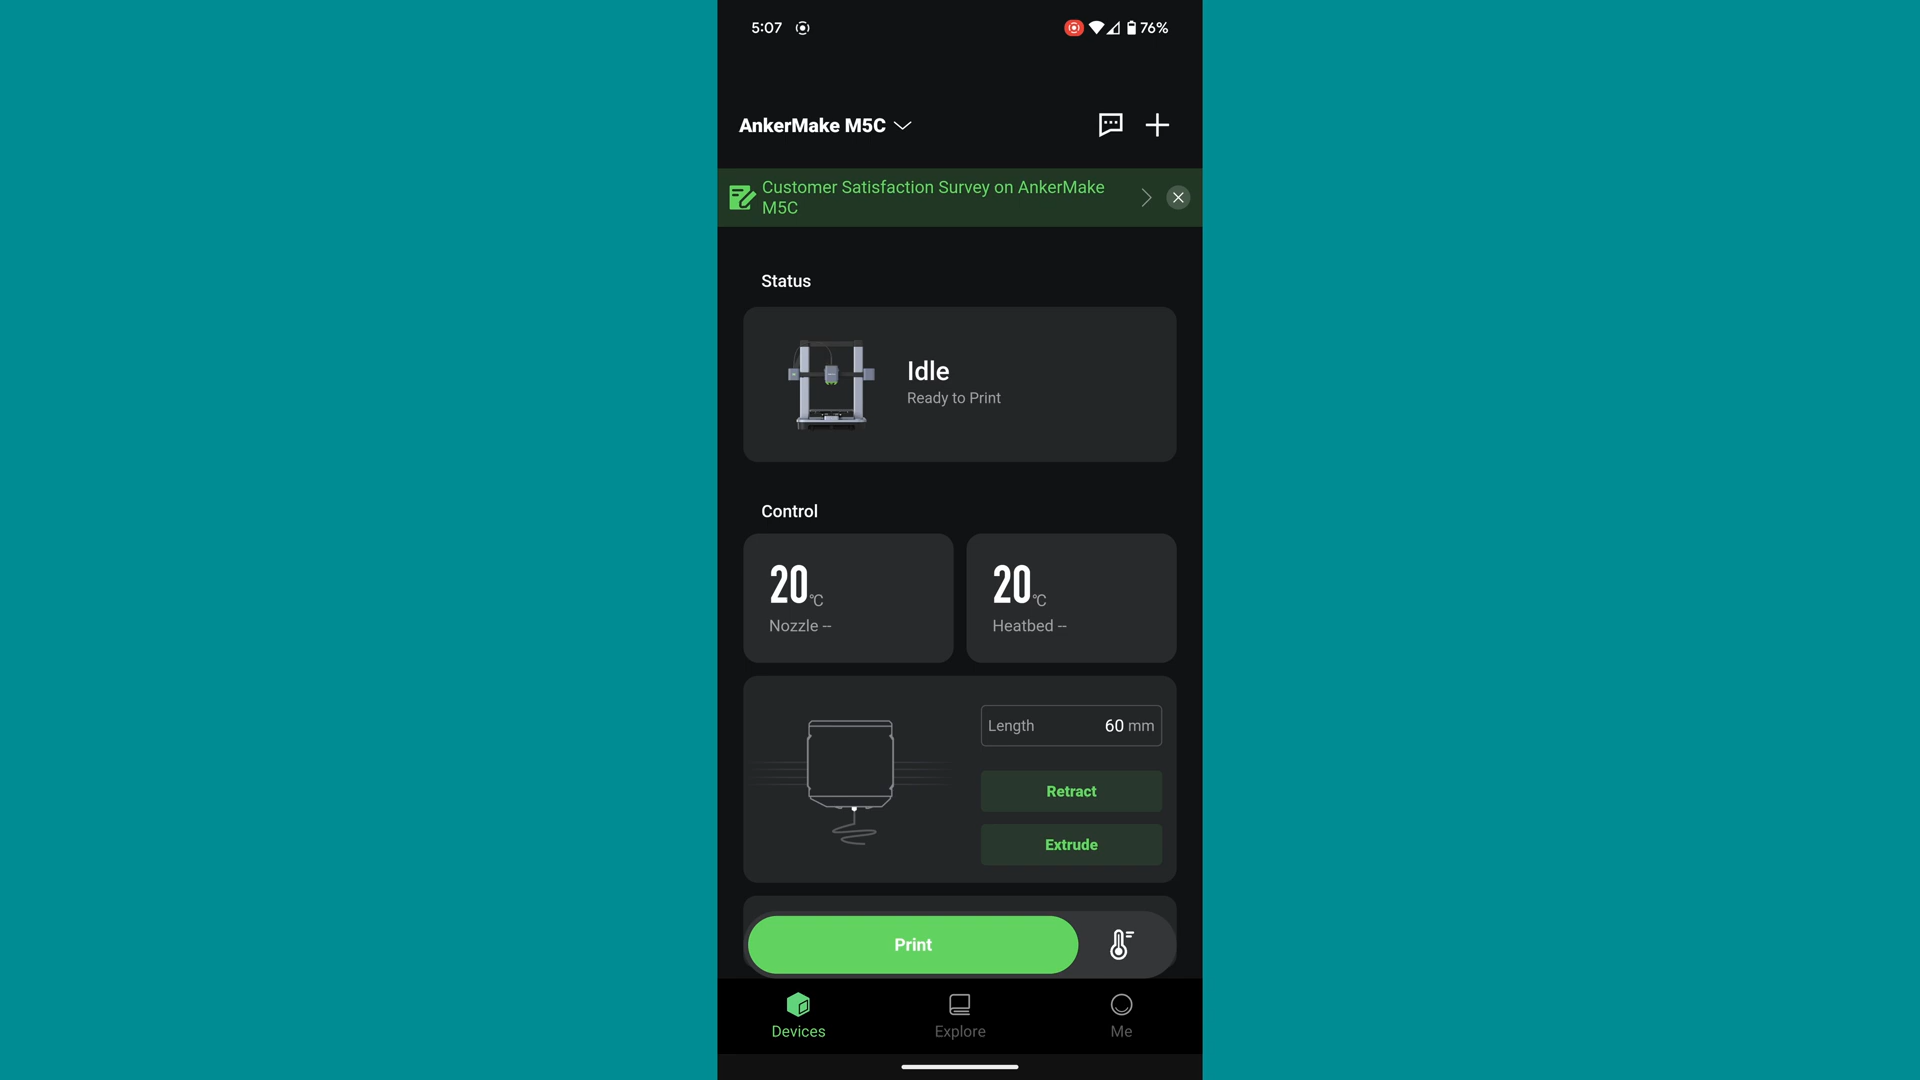 5:07
76%
AnkerMake M5C
Customer Satisfaction Survey on AnkerMake
M5C
Status
Idle
Ready to Print
Control
20°C
Nozzle --
20°C
Heatbed --
Length 60 mm
Retract
Extrude
Print
Devices
Explore
Me